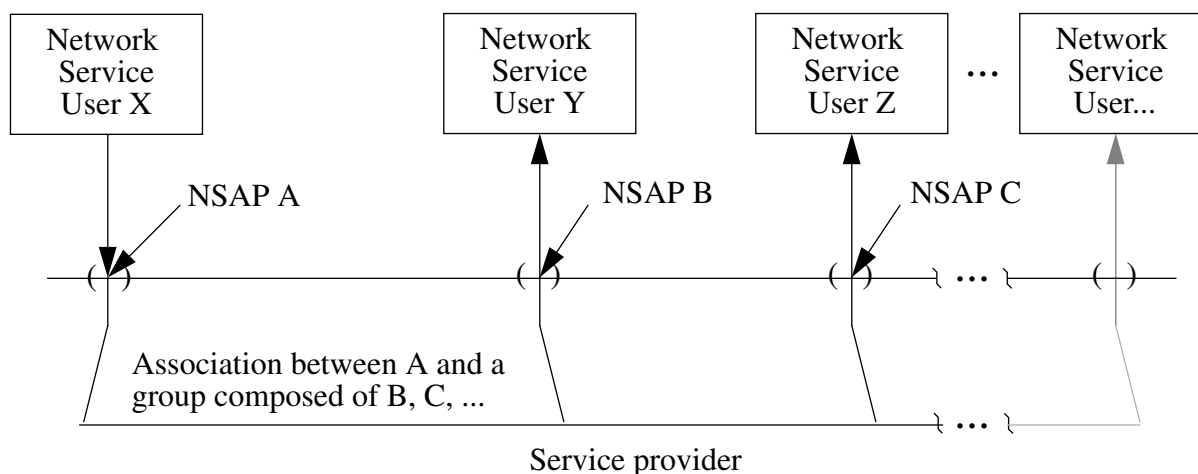 Network
Service
User X
Network
Service
User Y
Network
Service
User Z
...
Network
Service
User...
NSAP A
NSAP B
NSAP C
( )
( )
( )
...
( )
Association between A and a
group composed of B, C, ...
...
Service provider